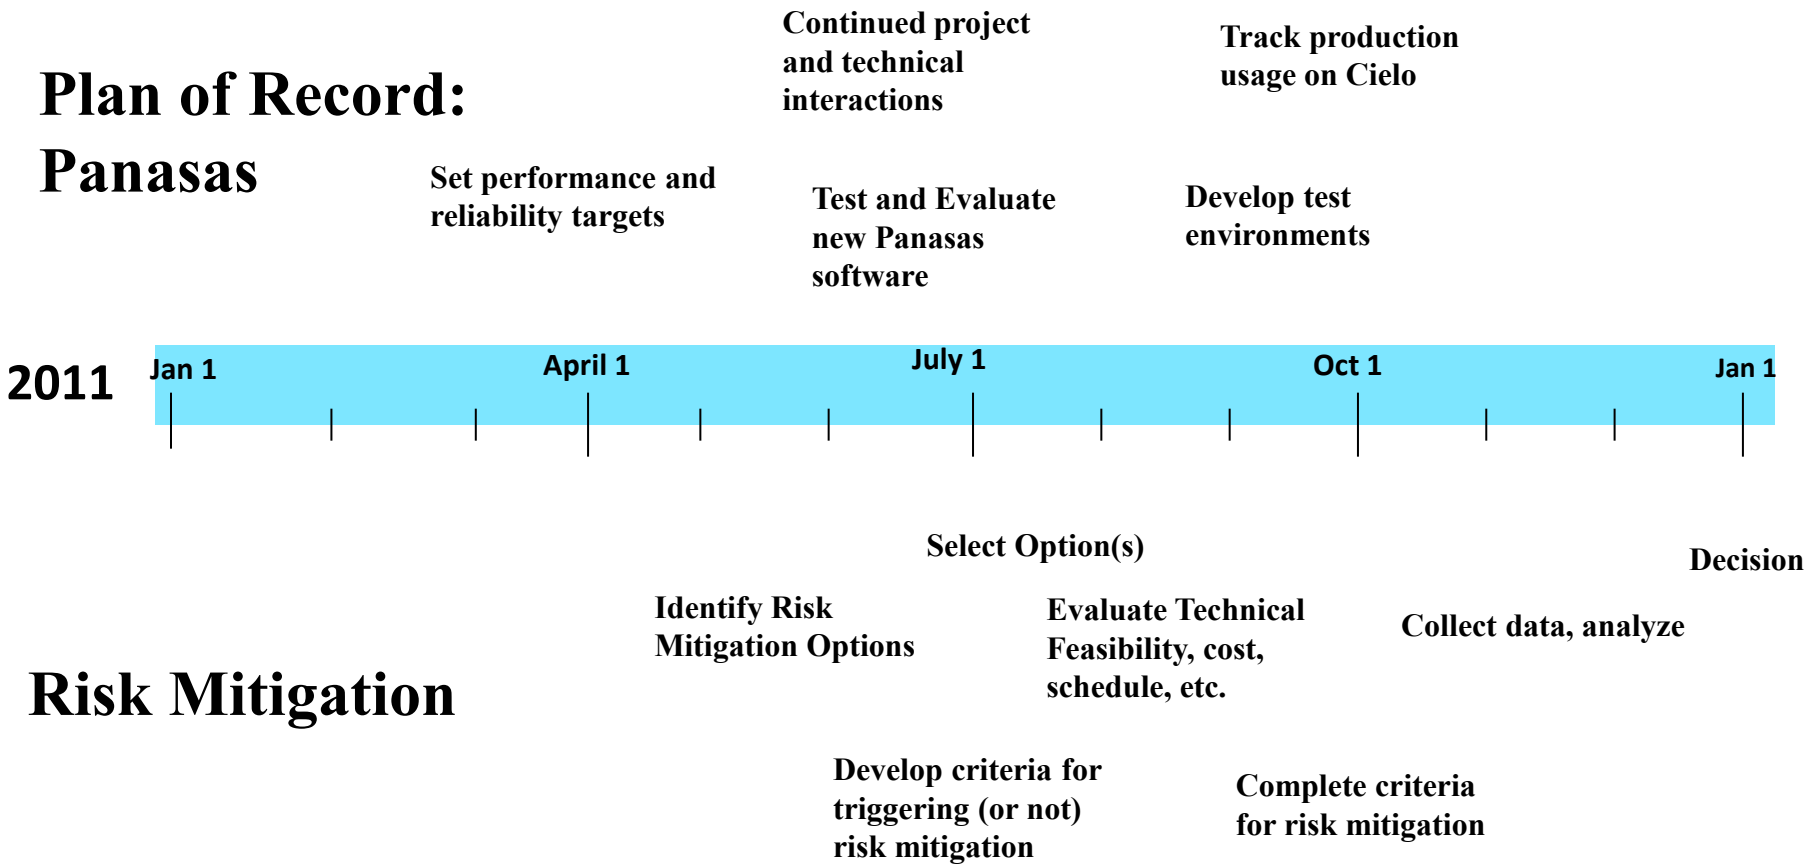 Plan of Record:
Panasas
Continued project
and technical
interactions
Track production
usage on Cielo
Set performance and
reliability targets
Test and Evaluate
new Panasas
software
Develop test
environments
2011
Jan 1
April 1
July 1
Oct 1
Jan 1
Select Option(s)
Decision
Identify Risk
Mitigation Options
Evaluate Technical
Feasibility, cost,
schedule, etc.
Collect data, analyze
Risk Mitigation
Develop criteria for
triggering (or not)
risk mitigation
Complete criteria
for risk mitigation